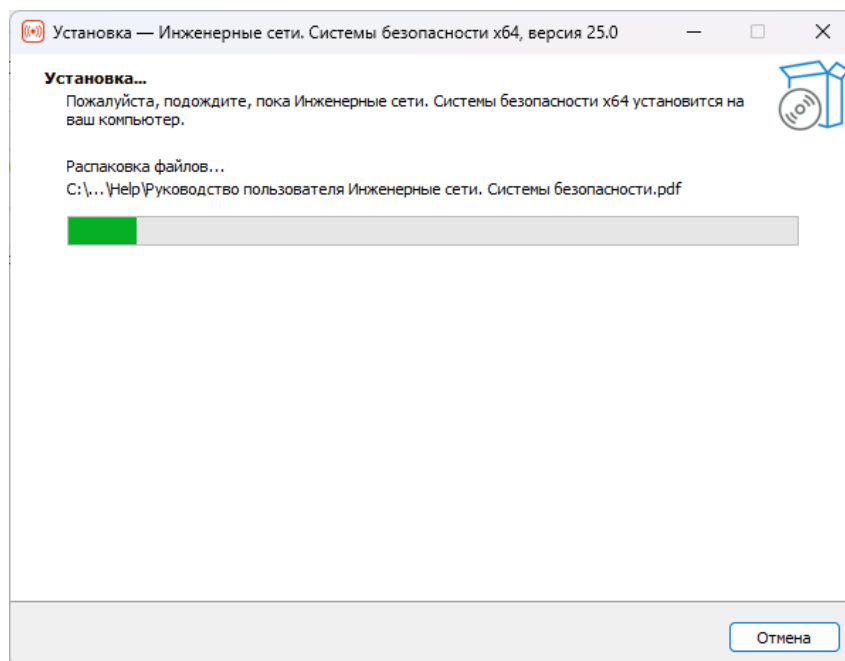 Установка — Инженерные сети. Системы безопасности x64, версия 25.0
Установка...
Пожалуйста, подождите, пока Инженерные сети. Системы безопасности x64 установится на
ваш компьютер.
Распаковка файлов...
C:\...\Help\Руководство пользователя Инженерные сети. Системы безопасности.pdf
Отмена